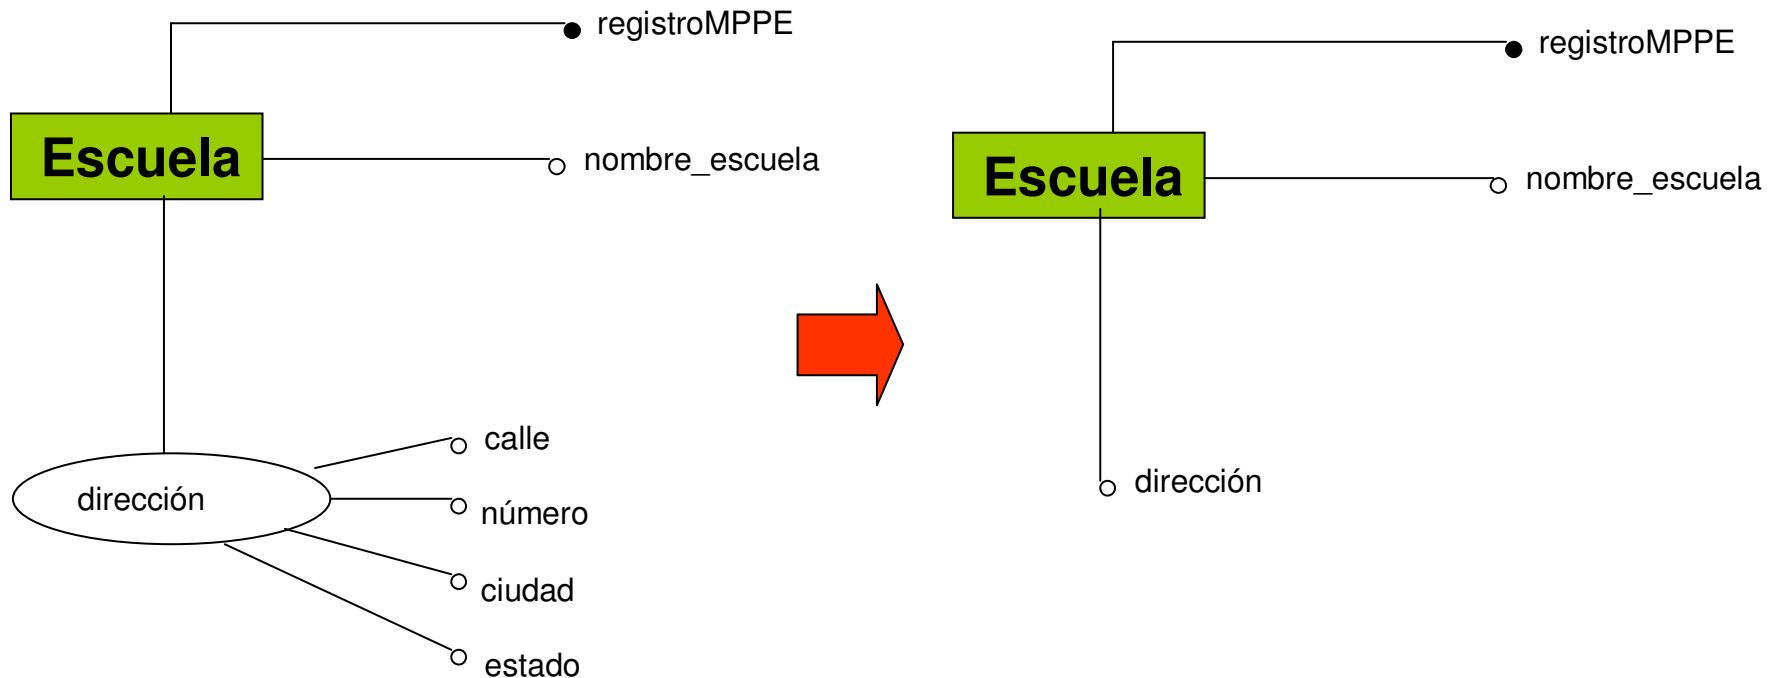 registroMPPE
Escuela
nombre_escuela
dirección
calle
número
ciudad
estado
registroMPPE
Escuela
nombre_escuela
dirección